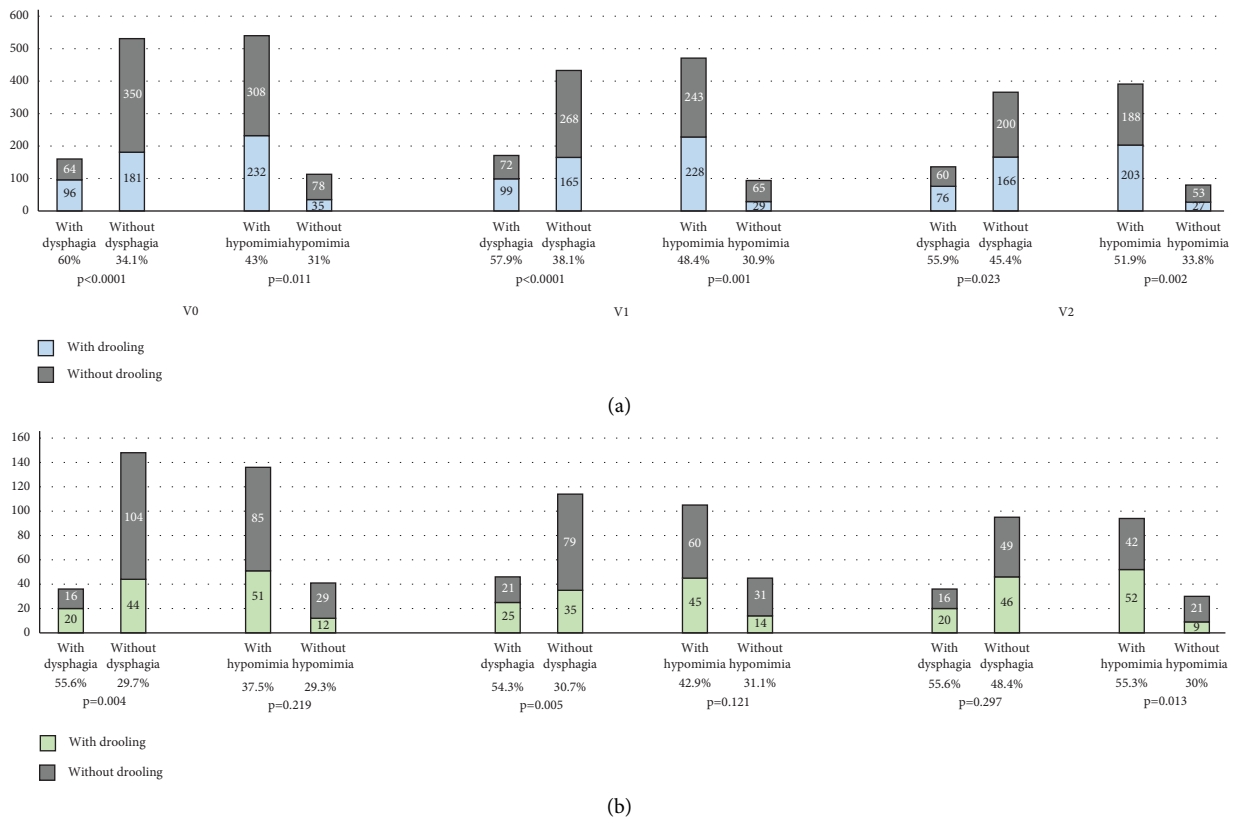 600
500
400
300
200
100
0
64 350 308 78 72 268 243 65 60 200 188 53
96 181 232 35 99 165 228 29 76 166 203 27
With Without With Without With Without With Without With Without With Without
dysphagia dysphagia hypomimia hypomimia dysphagia dysphagia hypomimia hypomimia dysphagia dysphagia hypomimia hypomimia
60% 34.1% 43% 31% 57.9% 38.1% 48.4% 30.9% 55.9% 45.4% 51.9% 33.8%
p<0.0001 p=0.011 p<0.0001 p=0.001 p=0.023 p=0.002
V0 V1 V2
With drooling
Without drooling
(a)
160
140
120
100
80
60
40
20
0
16 104 85 29 21 79 60 31 16 49 42 21
20 44 51 12 25 35 45 14 20 46 52 9
With Without With Without With Without With Without With Without With Without
dysphagia dysphagia hypomimia hypomimia dysphagia dysphagia hypomimia hypomimia dysphagia dysphagia hypomimia hypomimia
55.6% 29.7% 37.5% 29.3% 54.3% 30.7% 42.9% 31.1% 55.6% 48.4% 55.3% 30%
p=0.004 p=0.219 p=0.005 p=0.121 p=0.297 p=0.013
With drooling
Without drooling
(b)